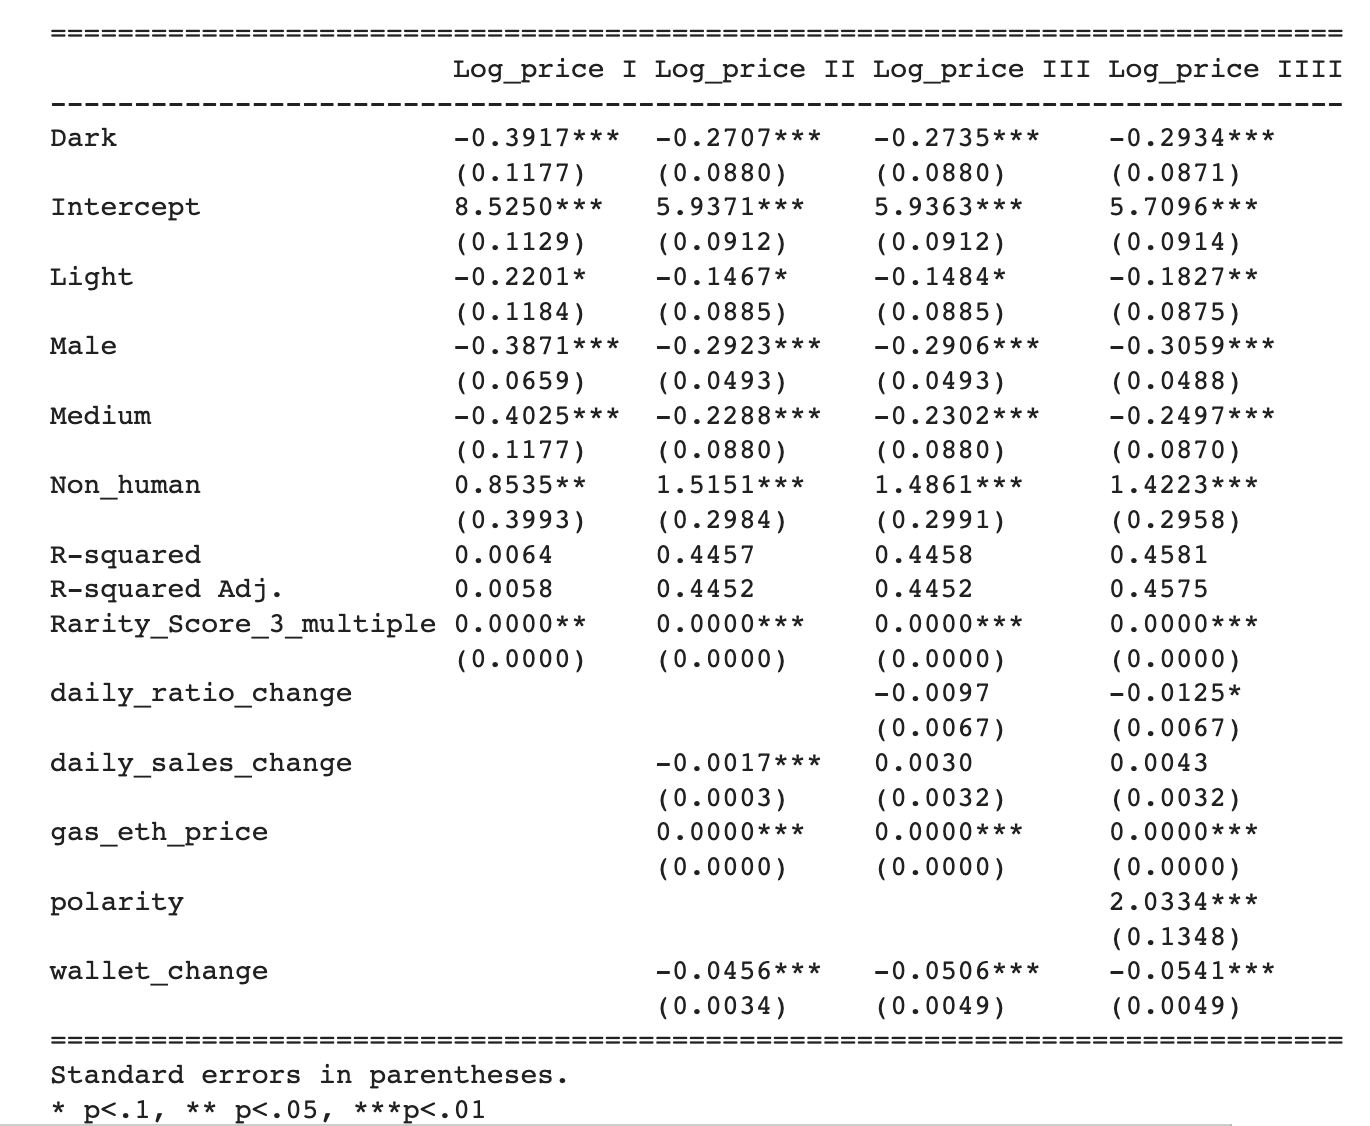 =============================================================================
Log_price I Log_price II Log_price III Log_price IIII
-----------------------------------------------------------------------------
Dark -0.3917*** -0.2707*** -0.2735*** -0.2934***
(0.1177) (0.0880) (0.0880) (0.0871)
Intercept 8.5250*** 5.9371*** 5.9363*** 5.7096***
(0.1129) (0.0912) (0.0912) (0.0914)
Light -0.2201* -0.1467* -0.1484* -0.1827**
(0.1184) (0.0885) (0.0885) (0.0875)
Male -0.3871*** -0.2923*** -0.2906*** -0.3059***
(0.0659) (0.0493) (0.0493) (0.0488)
Medium -0.4025*** -0.2288*** -0.2302*** -0.2497***
(0.1177) (0.0880) (0.0880) (0.0870)
Non_human 0.8535** 1.5151*** 1.4861*** 1.4223***
(0.3993) (0.2984) (0.2991) (0.2958)
R-squared 0.0064 0.4457 0.4458 0.4581
R-squared Adj. 0.0058 0.4452 0.4452 0.4575
Rarity_Score_3_multiple 0.0000** 0.0000*** 0.0000*** 0.0000***
(0.0000) (0.0000) (0.0000) (0.0000)
daily_ratio_change -0.0097 -0.0125*
(0.0067) (0.0067)
daily_sales_change -0.0017*** 0.0030 0.0043
(0.0003) (0.0032) (0.0032)
gas_eth_price 0.0000*** 0.0000*** 0.0000***
(0.0000) (0.0000) (0.0000)
polarity 2.0334***
(0.1348)
wallet_change -0.0456*** -0.0506*** -0.0541***
(0.0034) (0.0049) (0.0049)
=============================================================================
Standard errors in parentheses.
* p<.1, ** p<.05, ***p<.01